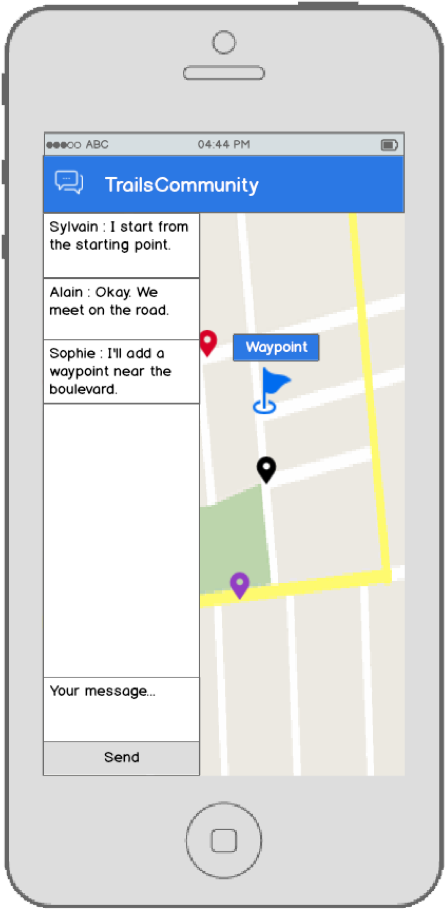 ABC 04:44 PM
TrailsCommunity
Sylvain : I start from
the starting point.
Alain : Okay. We
meet on the road.
Sophie : I'll add a
waypoint near the
boulevard.
Waypoint
Your message...
Send